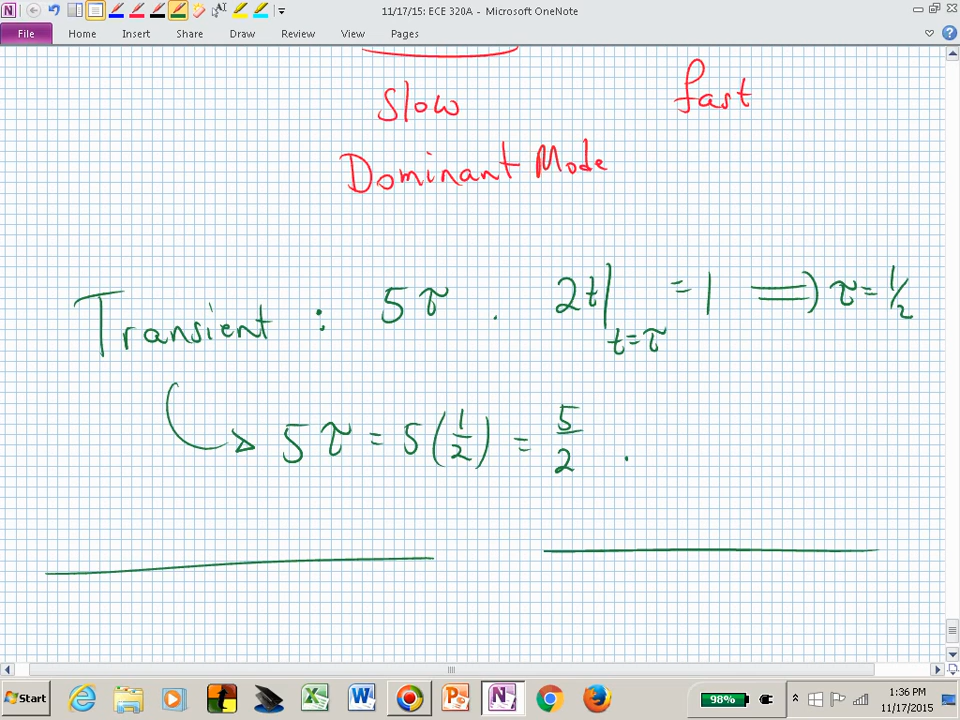 11/17/15: ECE 320A - Microsoft OneNote
File Home Insert Share Draw Review View Pages
Slow fast
Dominant Mode
Transient : 5τ . 2t|t=τ = 1 ⟹ τ = 1/2
5τ = 5(1/2) = 5/2 .
Start 98% 1:36 PM
11/17/2015